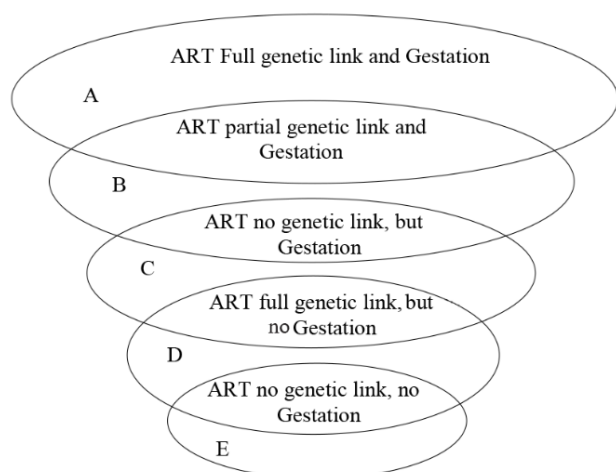 ART Full genetic link and Gestation
A
ART partial genetic link and
Gestation
B
ART no genetic link, but
Gestation
C
ART full genetic link, but
no Gestation
D
ART no genetic link, no
Gestation
E